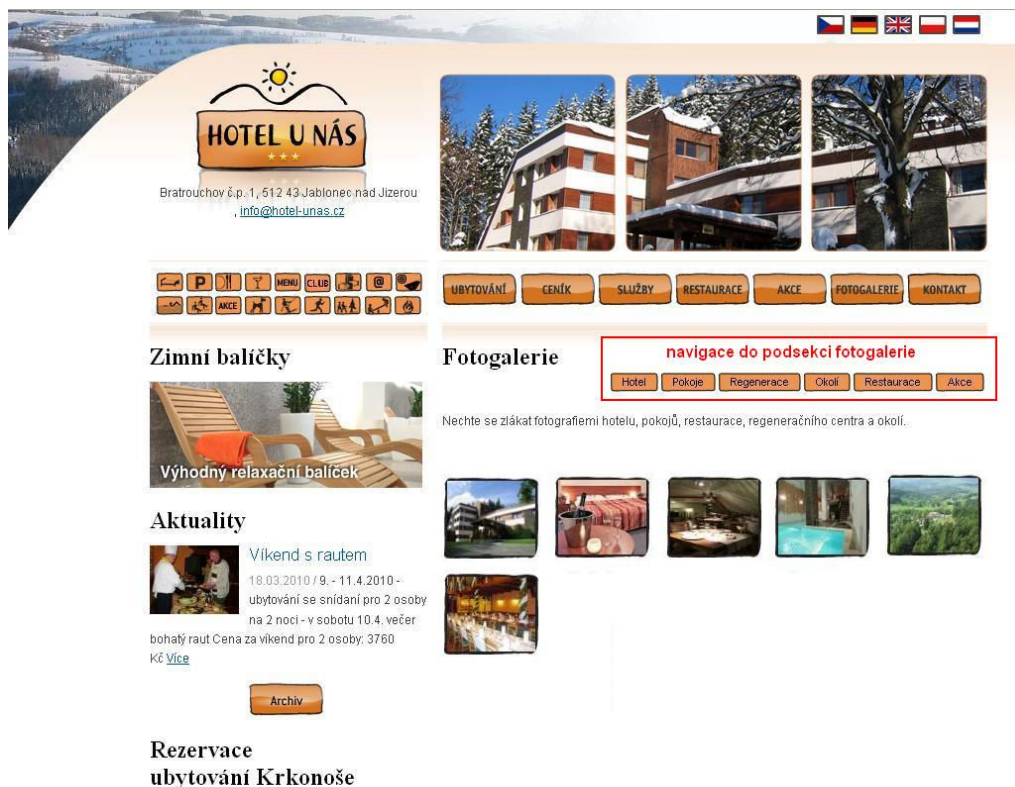 HOTEL U NÁS
Bratrouchov č.p. 1, 512 43 Jablonec nad Jizerou
, info@hotel-unas.cz
P MENU CLUB @
AKCE
UBYTOVÁNÍ CENÍK SLUŽBY RESTAURACE AKCE FOTOGALERIE KONTAKT
Zimní balíčky
Výhodný relaxační balíček
Aktuality
Víkend s rautem
18.03.2010 / 9. - 11.4.2010 -
ubytování se snídaní pro 2 osoby
na 2 noci - v sobotu 10.4. večer
bohatý raut Cena za víkend pro 2 osoby: 3760
Kč Více
Archiv
Rezervace
ubytování Krkonoše
Fotogalerie
navigace do podsekci fotogalerie
Hotel Pokoje Regenerace Okolí Restaurace Akce
Nechte se zlákat fotografiemi hotelu, pokojů, restaurace, regeneračního centra a okolí.